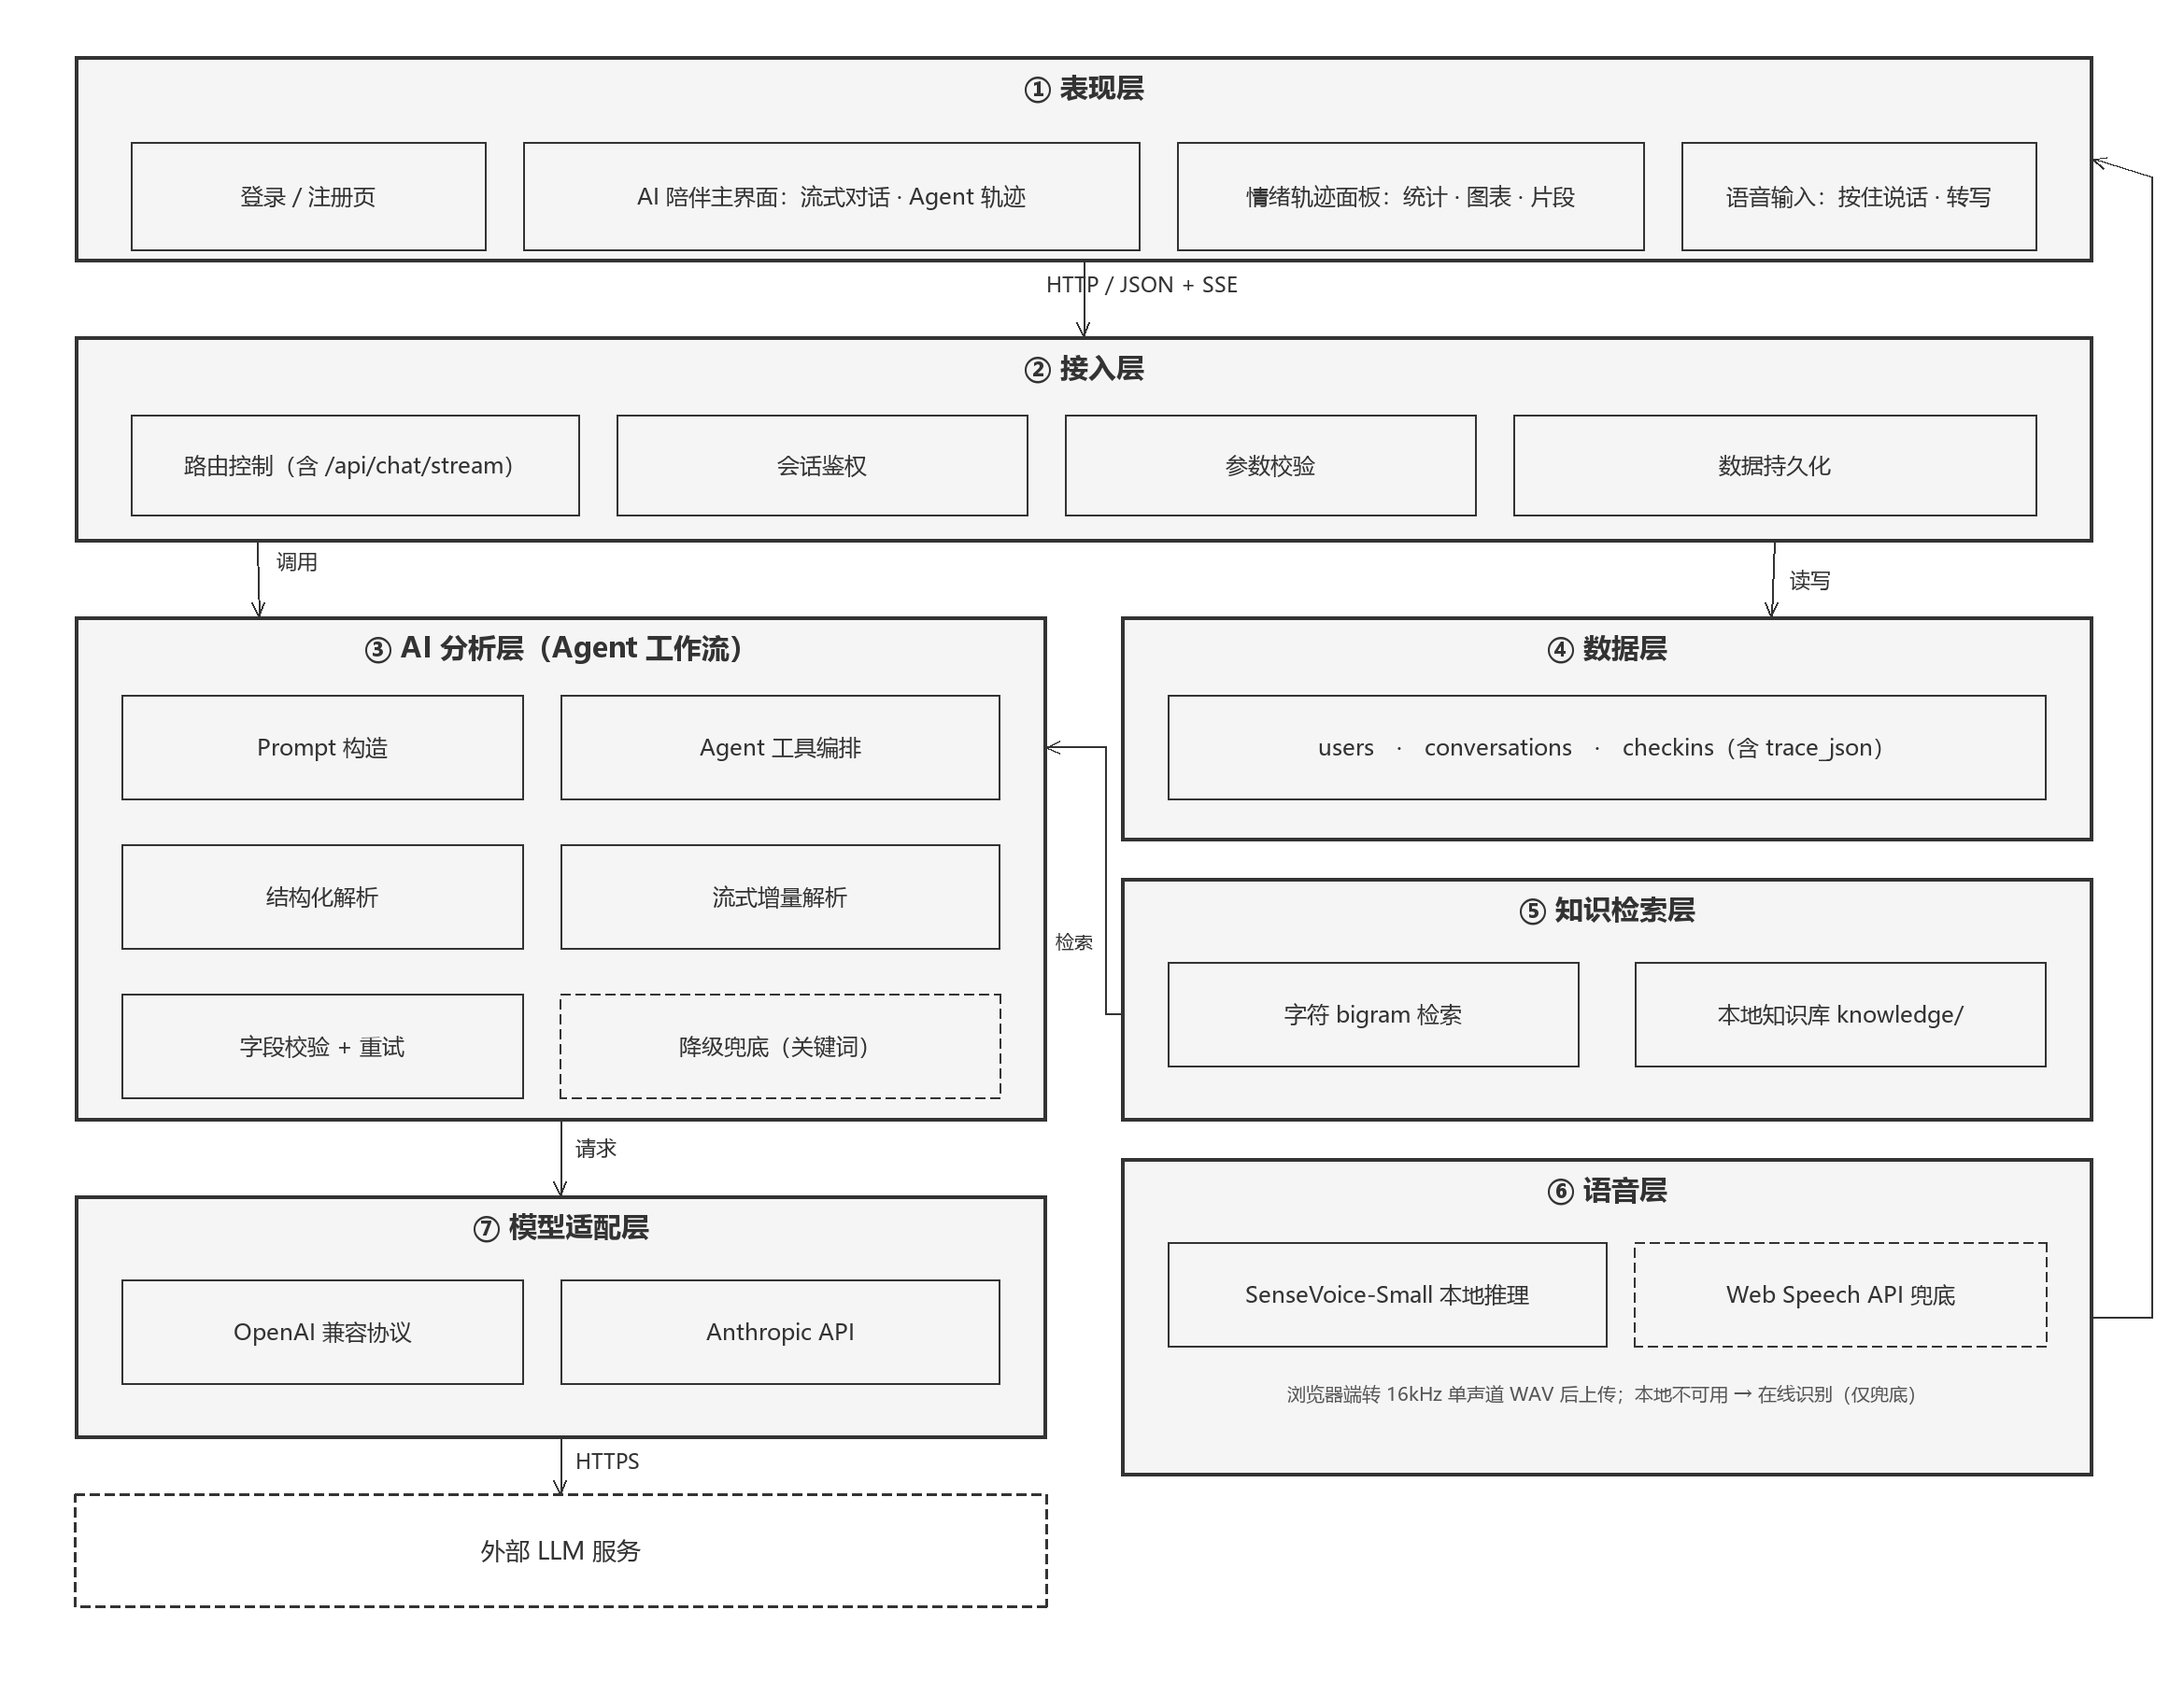 ① 表现层
登录 / 注册页
AI 陪伴主界面：流式对话 · Agent 轨迹
情绪轨迹面板：统计 · 图表 · 片段
语音输入：按住说话 · 转写
HTTP / JSON + SSE
② 接入层
路由控制（含 /api/chat/stream）
会话鉴权
参数校验
数据持久化
调用
读写
③ AI 分析层（Agent 工作流）
Prompt 构造
Agent 工具编排
结构化解析
流式增量解析
字段校验 + 重试
降级兜底（关键词）
④ 数据层
users · conversations · checkins（含 trace_json）
检索
⑤ 知识检索层
字符 bigram 检索
本地知识库 knowledge/
请求
⑥ 语音层
SenseVoice-Small 本地推理
Web Speech API 兜底
浏览器端转 16kHz 单声道 WAV 后上传；本地不可用 → 在线识别（仅兜底）
⑦ 模型适配层
OpenAI 兼容协议
Anthropic API
HTTPS
外部 LLM 服务